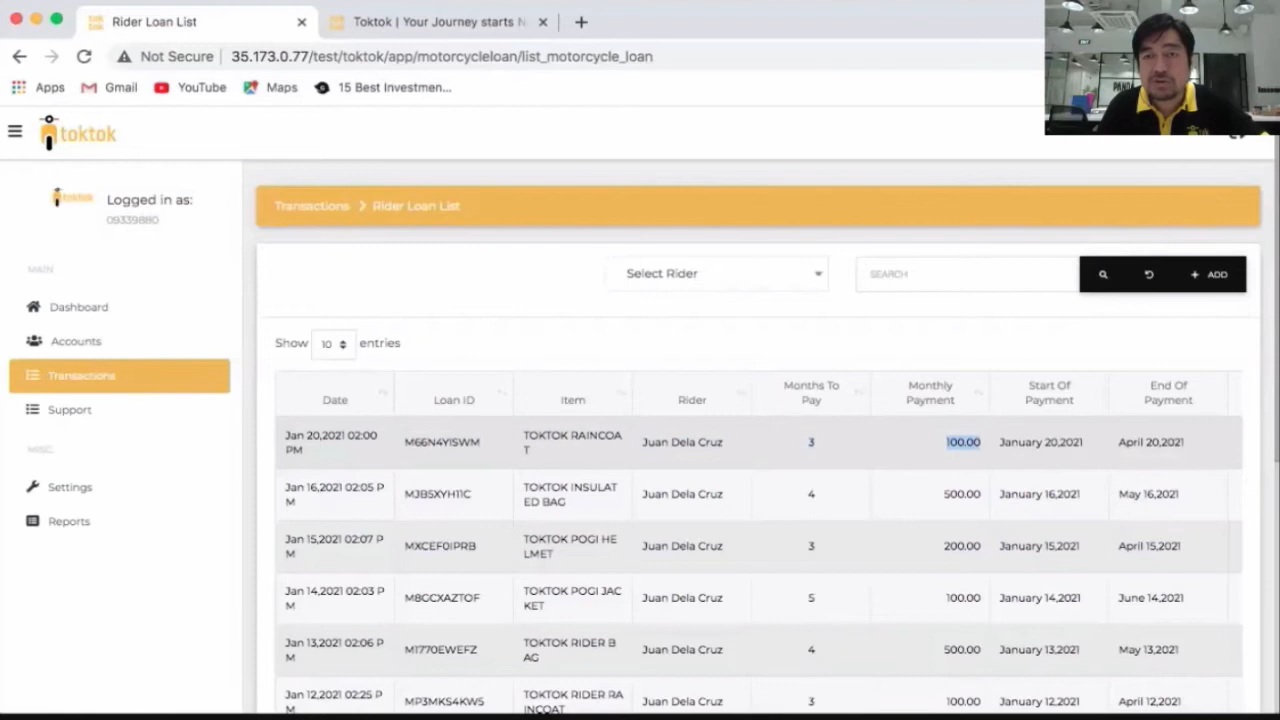 Rider Loan List
Toktok | Your Journey starts N
Not Secure
35.173.0.77/test/toktok/app/motorcycleloan/list_motorcycle_loan
Apps
Gmail
YouTube
Maps
15 Best Investmen...
toktok
Logged in as:
09339880
MAIN
Dashboard
Accounts
Transactions
Support
MISC
Settings
Reports
Transactions > Rider Loan List
Select Rider
SEARCH
+ ADD
Show 10 entries
Date Loan ID Item Rider Months To Pay Monthly Payment Start Of Payment End Of Payment
Jan 20,2021 02:00 PM M66N4YISWM TOKTOK RAINCOAT Juan Dela Cruz 3 100.00 January 20,2021 April 20,2021
Jan 16,2021 02:05 PM MJB5XYH11C TOKTOK INSULATED BAG Juan Dela Cruz 4 500.00 January 16,2021 May 16,2021
Jan 15,2021 02:07 PM MXCEF0IPRB TOKTOK POGI HELMET Juan Dela Cruz 3 200.00 January 15,2021 April 15,2021
Jan 14,2021 02:03 PM M8GCXAZTOF TOKTOK POGI JACKET Juan Dela Cruz 5 100.00 January 14,2021 June 14,2021
Jan 13,2021 02:06 PM M1770EWEFZ TOKTOK RIDER BAG Juan Dela Cruz 4 500.00 January 13,2021 May 13,2021
Jan 12,2021 02:25 PM MP3MKS4KW5 TOKTOK RIDER RAINCOAT Juan Dela Cruz 3 100.00 January 12,2021 April 12,2021